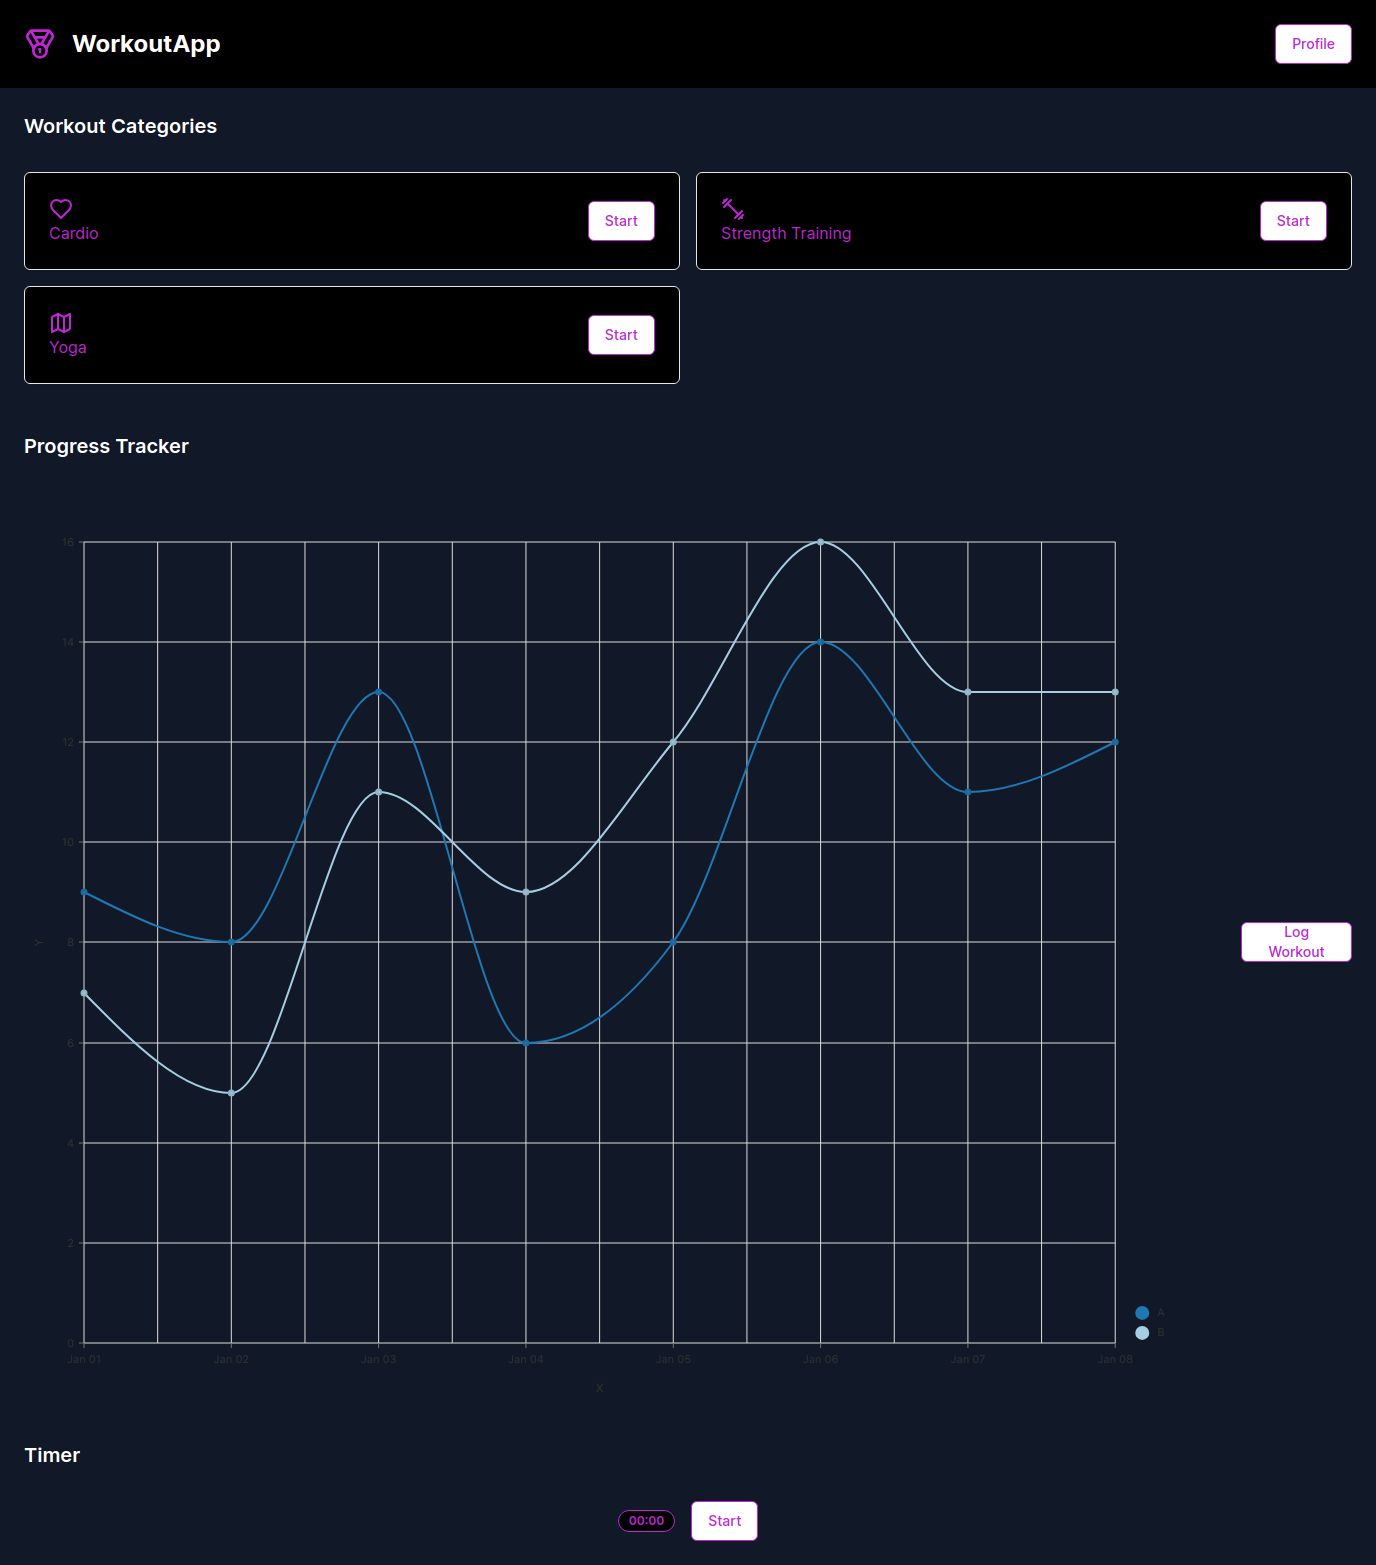 WorkoutApp
Profile
Workout Categories
Cardio
Start
Strength Training
Start
Yoga
Start
Progress Tracker
16
14
12
10
8
6
4
2
0
Y
Jan 01
Jan 02
Jan 03
Jan 04
Jan 05
Jan 06
Jan 07
Jan 08
X
A
B
Log
Workout
Timer
00:00
Start